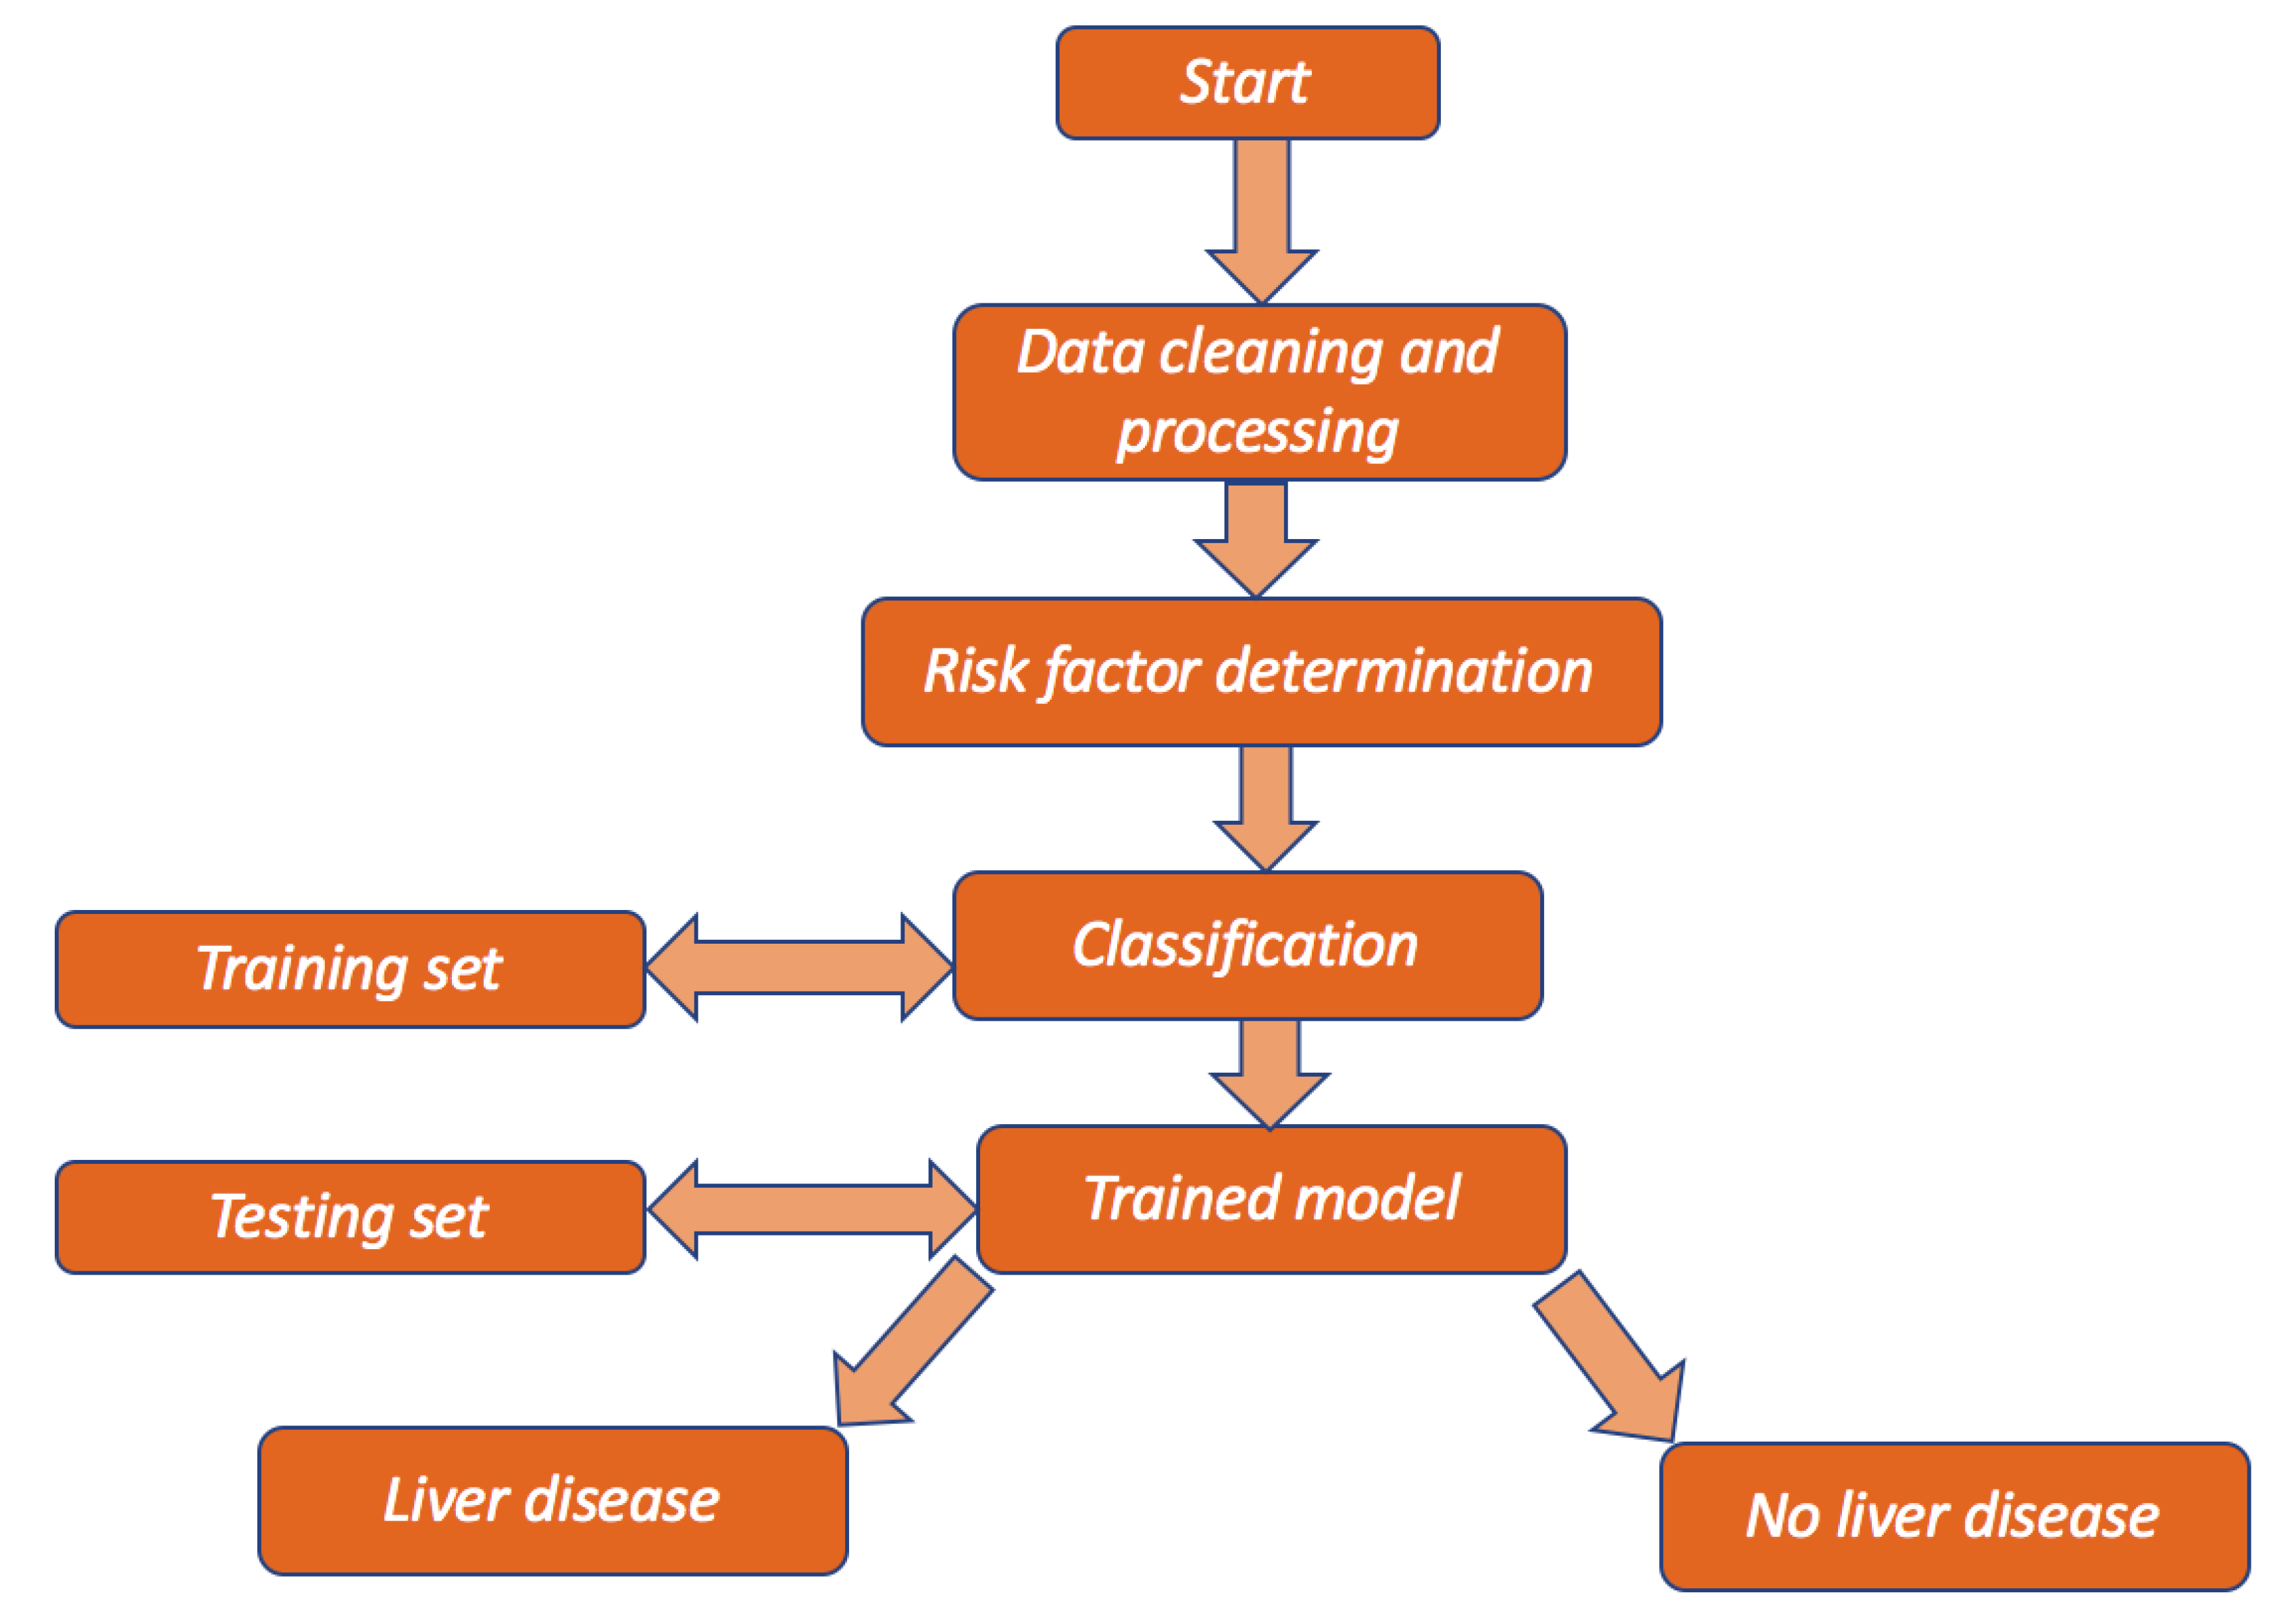 Start
Data cleaning and
processing
Risk factor determination
Classification
Training set
Trained model
Testing set
Liver disease
No liver disease